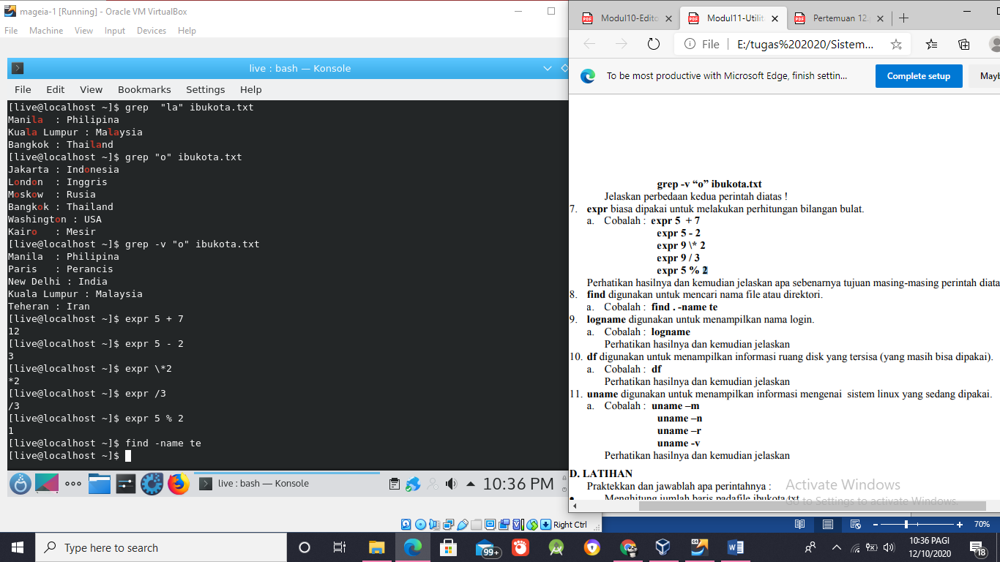 mageia-1 [Running] - Oracle VM VirtualBox
File Machine View Input Devices Help
live : bash — Konsole
File Edit View Bookmarks Settings Help
[live@localhost ~]$ grep  "la" ibukota.txt
Manila  : Philipina
Kuala Lumpur : Malaysia
Bangkok : Thailand
[live@localhost ~]$ grep "o" ibukota.txt
Jakarta : Indonesia
London  : Inggris
Moskow  : Rusia
Bangkok : Thailand
Washington : USA
Kairo   : Mesir
[live@localhost ~]$ grep -v "o" ibukota.txt
Manila  : Philipina
Paris   : Perancis
New Delhi : India
Kuala Lumpur : Malaysia
Teheran : Iran
[live@localhost ~]$ expr 5 + 7
12
[live@localhost ~]$ expr 5 - 2
3
[live@localhost ~]$ expr \*2
*2
[live@localhost ~]$ expr /3
/3
[live@localhost ~]$ expr 5 % 2
1
[live@localhost ~]$ find -name te
[live@localhost ~]$
live : bash — Konsole
10:36 PM
Right Ctrl
Modul10-Edito
Modul11-Utilit
Pertemuan 12.
File E:/tugas%202020/Sistem...
To be most productive with Microsoft Edge, finish settin...
Complete setup
Mayb
grep -v “o” ibukota.txt
Jelaskan perbedaan kedua perintah diatas !
7. expr biasa dipakai untuk melakukan perhitungan bilangan bulat.
a. Cobalah : expr 5  + 7
expr 5 - 2
expr 9 \* 2
expr 9 / 3
expr 5 % 2
Perhatikan hasilnya dan kemudian jelaskan apa sebenarnya tujuan masing-masing perintah diata
8. find digunakan untuk mencari nama file atau direktori.
a. Cobalah : find . -name te
9. logname digunakan untuk menampilkan nama login.
a. Cobalah : logname
Perhatikan hasilnya dan kemudian jelaskan
10. df digunakan untuk menampilkan informasi ruang disk yang tersisa (yang masih bisa dipakai).
a. Cobalah : df
Perhatikan hasilnya dan kemudian jelaskan
11. uname digunakan untuk menampilkan informasi mengenai  sistem linux yang sedang dipakai.
a. Cobalah : uname –m
uname –n
uname –r
uname -v
Perhatikan hasilnya dan kemudian jelaskan
D. LATIHAN
Praktekkan dan jawablah apa perintahnya :
• Menghitung jumlah baris padafile ibukota.txt
Activate Windows
Go to Settings to activate Windows.
70%
Type here to search
99+
10:36 PAGI
12/10/2020
18